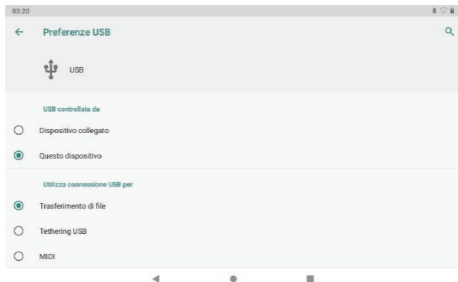 03:20
Preferenze USB
USB
USB controllata da
Dispositivo collegato
Questo dispositivo
Utilizza connessione USB per
Trasferimento di file
Tethering USB
MIDI